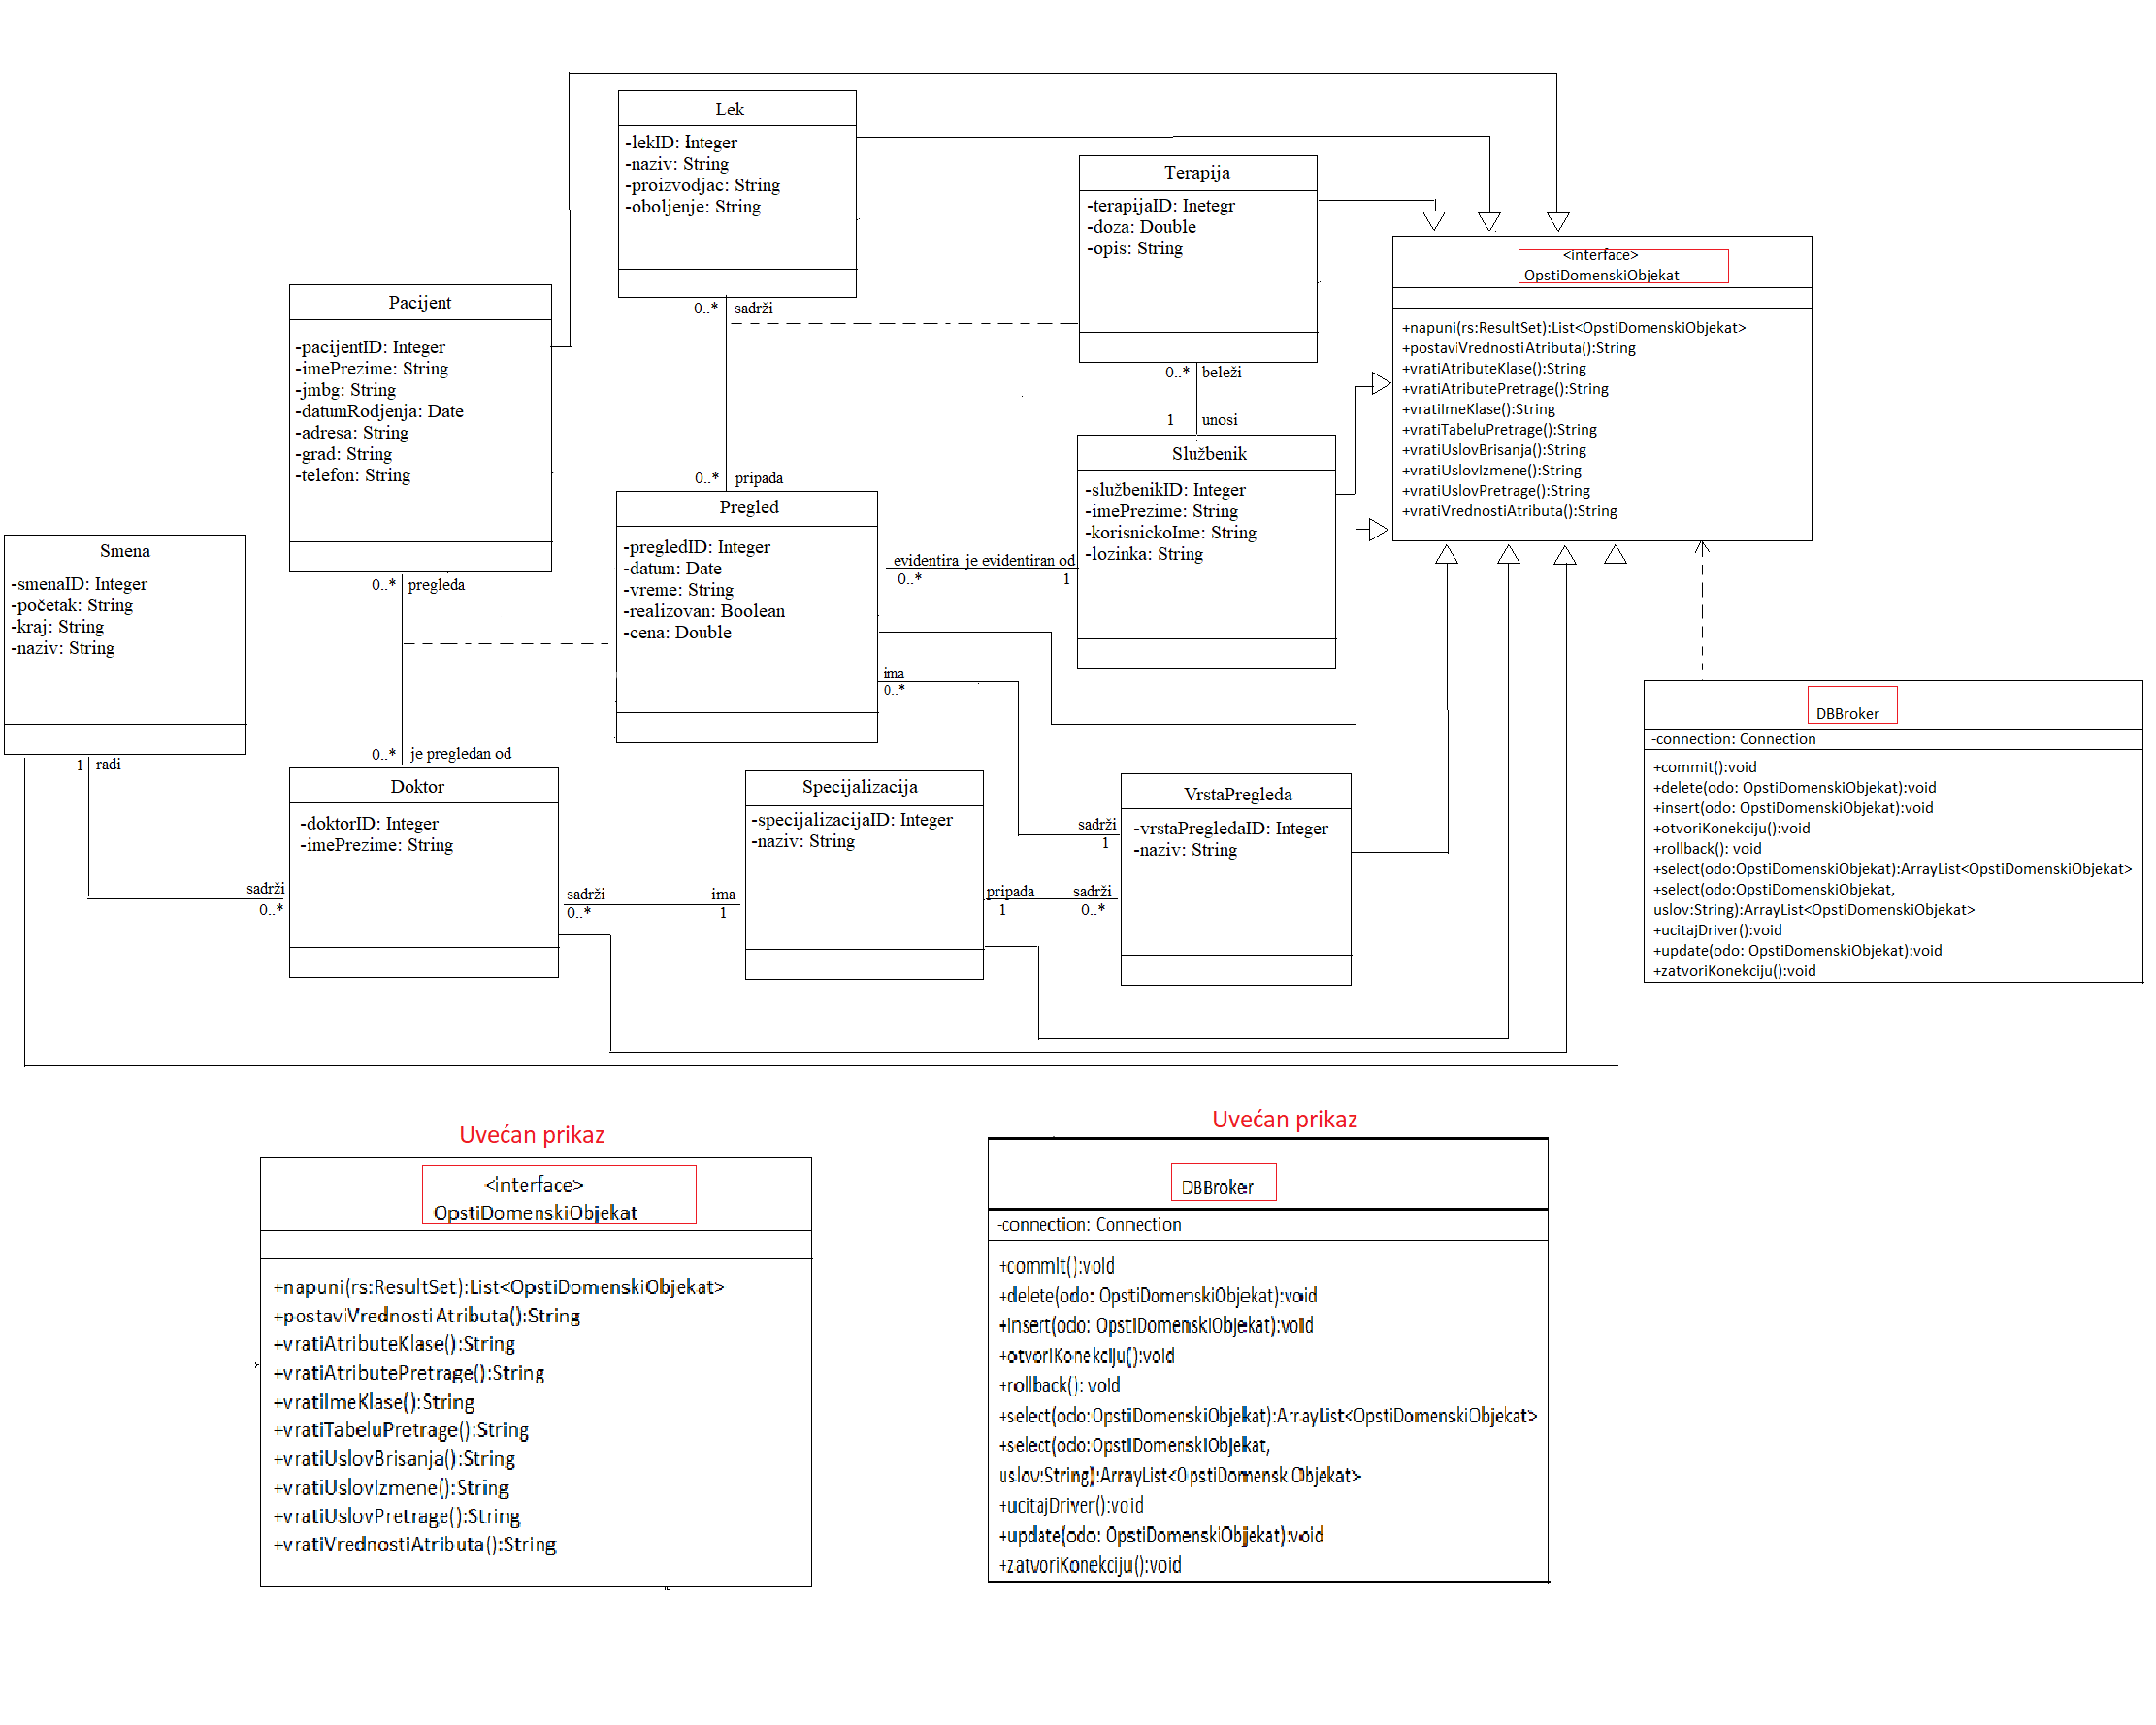 Lek
-lekID: Integer
-naziv: String
-proizvodjac: String
-oboljenje: String
Terapija
-terapijaID: Inetegr
-doza: Double
-opis: String
<interface>
OpstiDomenskiObjekat
+napuni(rs:ResultSet):List<OpstiDomenskiObjekat>
+postaviVrednostiAtributa():String
+vratiAtributeKlase():String
+vratiAtributePretrage():String
+vratiImeKlase():String
+vratiTabeluPretrage():String
+vratiUslovBrisanja():String
+vratiUslovIzmene():String
+vratiUslovPretrage():String
+vratiVrednostiAtributa():String
Pacijent
-pacijentID: Integer
-imePrezime: String
-jmbg: String
-datumRodjenja: Date
-adresa: String
-grad: String
-telefon: String
0..* sadrži
0..* pripada
0..* beleži
1 unosi
Službenik
-službenikID: Integer
-imePrezime: String
-korisnickoIme: String
-lozinka: String
Pregled
-pregledID: Integer
-datum: Date
-vreme: String
-realizovan: Boolean
-cena: Double
evidentira je evidentiran od
0..* 1
Smena
-smenaID: Integer
-početak: String
-kraj: String
-naziv: String
0..* pregleda
0..* je pregledan od
ima
0..*
1 radi
sadrži
0..*
Doktor
-doktorID: Integer
-imePrezime: String
sadrži ima
0..* 1
Specijalizacija
-specijalizacijaID: Integer
-naziv: String
sadrži
1
pripada sadrži
1 0..*
VrstaPregleda
-vrstaPregledaID: Integer
-naziv: String
DBBroker
-connection: Connection
+commit():void
+delete(odo: OpstiDomenskiObjekat):void
+insert(odo: OpstiDomenskiObjekat):void
+otvoriKonekciju():void
+rollback(): void
+select(odo:OpstiDomenskiObjekat):ArrayList<OpstiDomenskiObjekat>
+select(odo:OpstiDomenskiObjekat,
uslov:String):ArrayList<OpstiDomenskiObjekat>
+ucitajDriver():void
+update(odo: OpstiDomenskiObjekat):void
+zatvoriKonekciju():void
Uvećan prikaz
<interface>
OpstiDomenskiObjekat
+napuni(rs:ResultSet):List<OpstiDomenskiObjekat>
+postaviVrednostiAtributa():String
+vratiAtributeKlase():String
+vratiAtributePretrage():String
+vratiImeKlase():String
+vratiTabeluPretrage():String
+vratiUslovBrisanja():String
+vratiUslovIzmene():String
+vratiUslovPretrage():String
+vratiVrednostiAtributa():String
Uvećan prikaz
DBBroker
-connection: Connection
+commit():void
+delete(odo: OpstiDomenskiObjekat):void
+insert(odo: OpstiDomenskiObjekat):void
+otvoriKonekciju():void
+rollback(): void
+select(odo:OpstiDomenskiObjekat):ArrayList<OpstiDomenskiObjekat>
+select(odo:OpstiDomenskiObjekat,
uslov:String):ArrayList<OpstiDomenskiObjekat>
+ucitajDriver():void
+update(odo: OpstiDomenskiObjekat):void
+zatvoriKonekciju():void